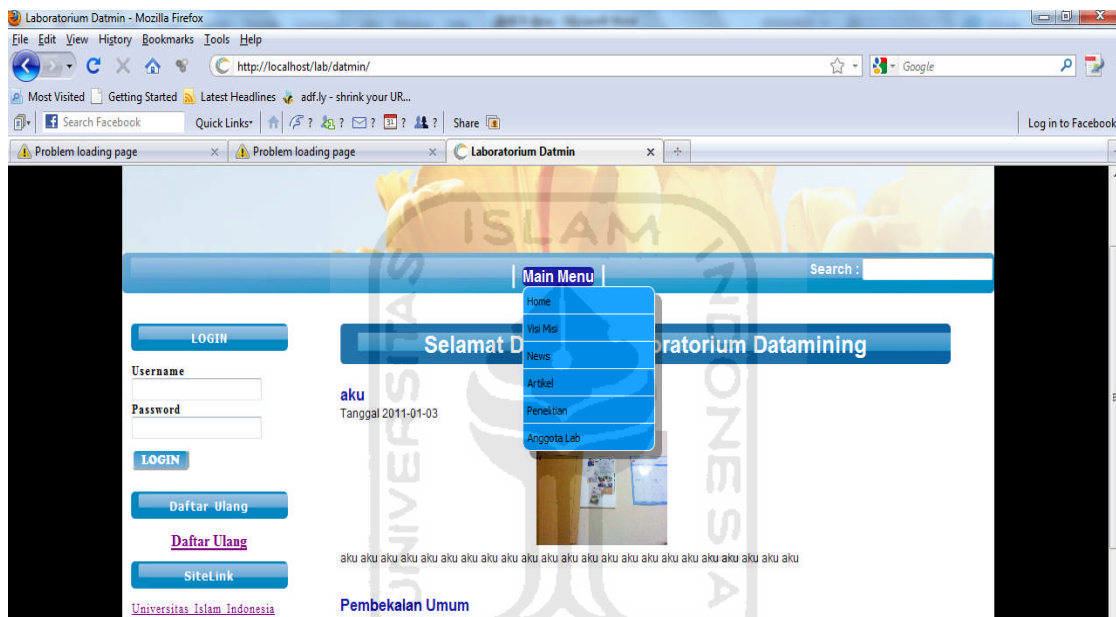 Laboratorium Datmin - Mozilla Firefox
File Edit View History Bookmarks Tools Help
http://localhost/lab/datmin/
Google
Most Visited Getting Started Latest Headlines adf.ly - shrink your UR...
Search Facebook Quick Links ? ? ? ? ? Share Log in to Facebook
Problem loading page Problem loading page Laboratorium Datmin
ISLAM
UNIVERSITAS
INDONESIA
| Main Menu | Search :
Home
Visi Misi
News
Artikel
Penelitian
Anggota Lab
LOGIN
Username
Password
LOGIN
Daftar Ulang
Daftar Ulang
SiteLink
Universitas Islam Indonesia
Selamat D ratorium Datamining
aku
Tanggal 2011-01-03
aku aku aku aku aku aku aku aku aku aku aku aku aku aku aku aku aku aku aku aku aku aku aku
Pembekalan Umum